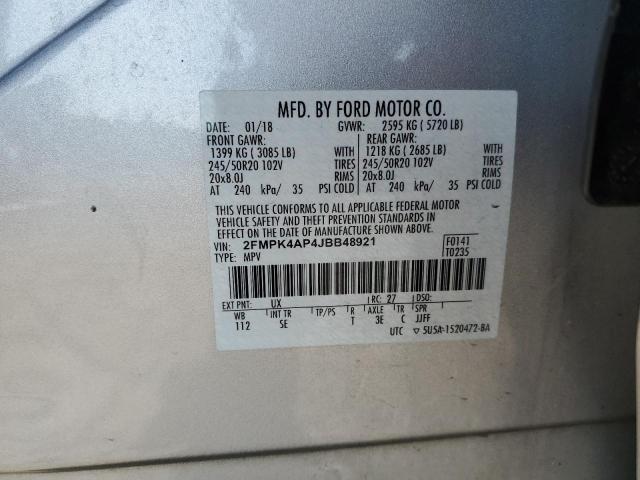 MFD. BY FORD MOTOR CO.
DATE: 01/18 GVWR: 2595 KG ( 5720 LB)
FRONT GAWR: REAR GAWR:
1399 KG ( 3085 LB) WITH 1218 KG ( 2685 LB) WITH
245/50R20 102V TIRES 245/50R20 102V TIRES
20x8.0J RIMS 20x8.0J RIMS
AT 240 kPa/ 35 PSI COLD AT 240 kPa/ 35 PSI COLD
THIS VEHICLE CONFORMS TO ALL APPLICABLE FEDERAL MOTOR
VEHICLE SAFETY AND THEFT PREVENTION STANDARDS IN
EFFECT ON THE DATE OF MANUFACTURE SHOWN ABOVE.
VIN: 2FMPK4AP4JBB48921 F0141
TYPE: MPV T0235
EXT PNT: UX RC: 27 DSO:
WB INT TR TP/PS R AXLE TR SPR
112 SE T 3E C JJFF
UTC ▽ 5U5A-1520472-BA